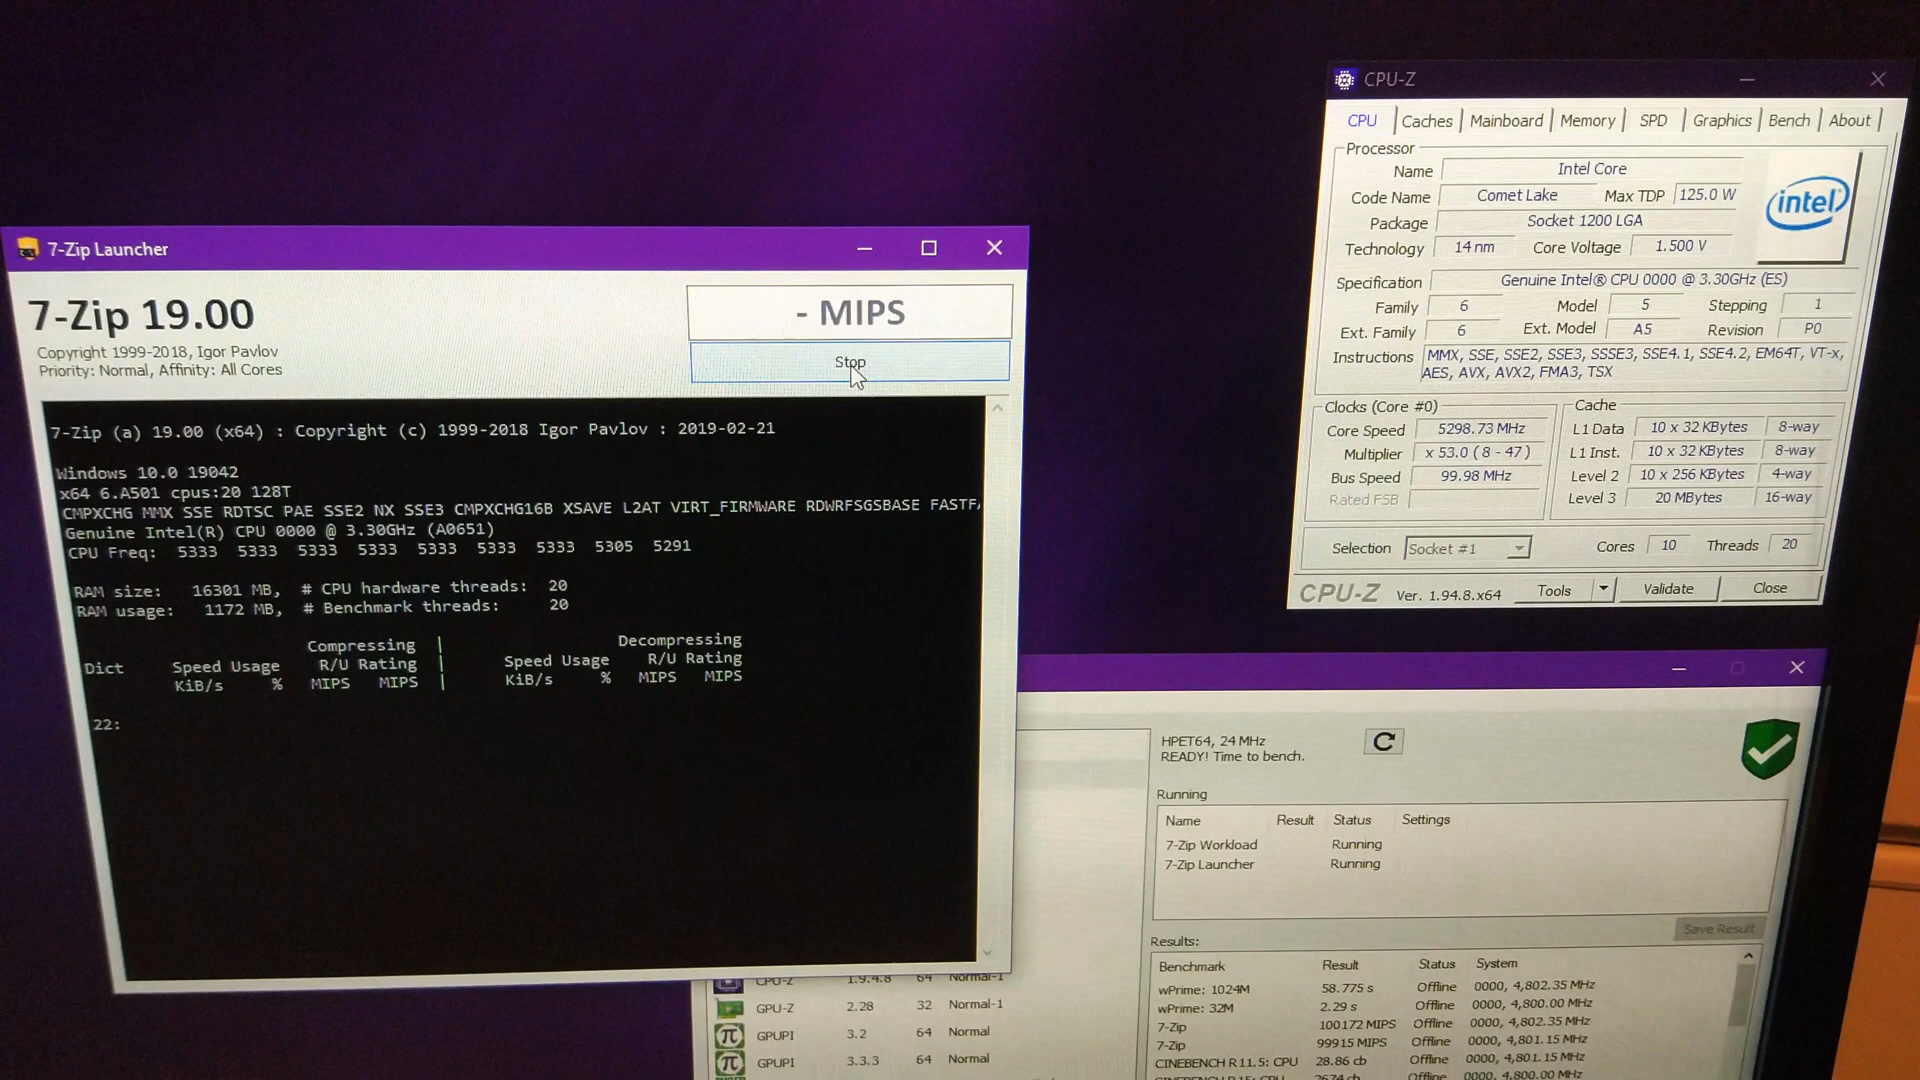 CPU-Z
CPU Caches Mainboard Memory SPD Graphics Bench About
Processor
Name Intel Core
Code Name Comet Lake Max TDP 125.0 W
Package Socket 1200 LGA
Technology 14 nm Core Voltage 1.500 V
intel
Specification Genuine Intel® CPU 0000 @ 3.30GHz (ES)
Family 6 Model 5 Stepping 1
Ext. Family 6 Ext. Model A5 Revision P0
Instructions MMX, SSE, SSE2, SSE3, SSSE3, SSE4.1, SSE4.2, EM64T, VT-x,
AES, AVX, AVX2, FMA3, TSX
Clocks (Core #0)
Core Speed 5298.73 MHz
Multiplier x 53.0 ( 8 - 47 )
Bus Speed 99.98 MHz
Rated FSB
Cache
L1 Data 10 x 32 KBytes 8-way
L1 Inst. 10 x 32 KBytes 8-way
Level 2 10 x 256 KBytes 4-way
Level 3 20 MBytes 16-way
Selection Socket #1 Cores 10 Threads 20
CPU-Z Ver. 1.94.8.x64 Tools Validate Close
7-Zip Launcher
7-Zip 19.00
- MIPS
Copyright 1999-2018, Igor Pavlov
Priority: Normal, Affinity: All Cores
Stop
7-Zip (a) 19.00 (x64) : Copyright (c) 1999-2018 Igor Pavlov : 2019-02-21
Windows 10.0 19042
x64 6.A501 cpus:20 128T
CMPXCHG MMX SSE RDTSC PAE SSE2 NX SSE3 CMPXCHG16B XSAVE L2AT VIRT_FIRMWARE RDWRFSGSBASE FASTFA
Genuine Intel(R) CPU 0000 @ 3.30GHz (A0651)
CPU Freq: 5333 5333 5333 5333 5333 5333 5333 5305 5291
RAM size: 16301 MB, # CPU hardware threads: 20
RAM usage: 1172 MB, # Benchmark threads: 20
Compressing | Decompressing
Dict Speed Usage R/U Rating | Speed Usage R/U Rating
KiB/s % MIPS MIPS | KiB/s % MIPS MIPS
22:
HPET64, 24 MHz
READY! Time to bench.
Running
Name Result Status Settings
7-Zip Workload Running
7-Zip Launcher Running
Save Result
Results:
Benchmark Result Status System
wPrime: 1024M 58.775 s Offline 0000, 4,802.35 MHz
wPrime: 32M 2.29 s Offline 0000, 4,800.00 MHz
7-Zip 100172 MIPS Offline 0000, 4,802.35 MHz
7-Zip 99915 MIPS Offline 0000, 4,801.15 MHz
CINEBENCH R11.5: CPU 28.86 cb Offline 0000, 4,801.15 MHz
Offline 0000, 4,800.00 MHz
CPU-Z 1.9.4.8 64 Normal-1
GPU-Z 2.28 32 Normal-1
GPUPI 3.2 64 Normal
GPUPI 3.3.3 64 Normal